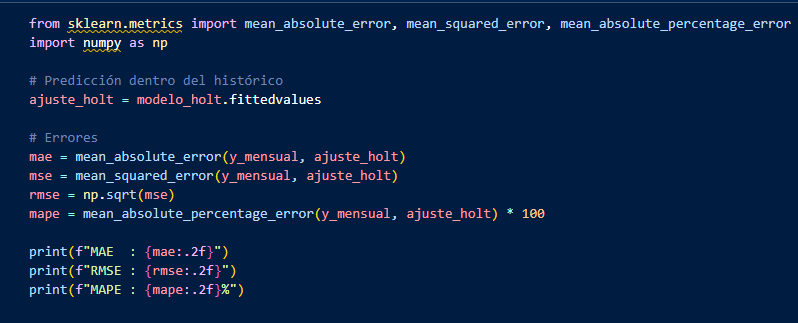 from sklearn.metrics import mean_absolute_error, mean_squared_error, mean_absolute_percentage_error
import numpy as np
# Predicción dentro del histórico
ajuste_holt = modelo_holt.fittedvalues
# Errores
mae = mean_absolute_error(y_mensual, ajuste_holt)
mse = mean_squared_error(y_mensual, ajuste_holt)
rmse = np.sqrt(mse)
mape = mean_absolute_percentage_error(y_mensual, ajuste_holt) * 100
print(f"MAE  : {mae:.2f}")
print(f"RMSE : {rmse:.2f}")
print(f"MAPE : {mape:.2f}%")